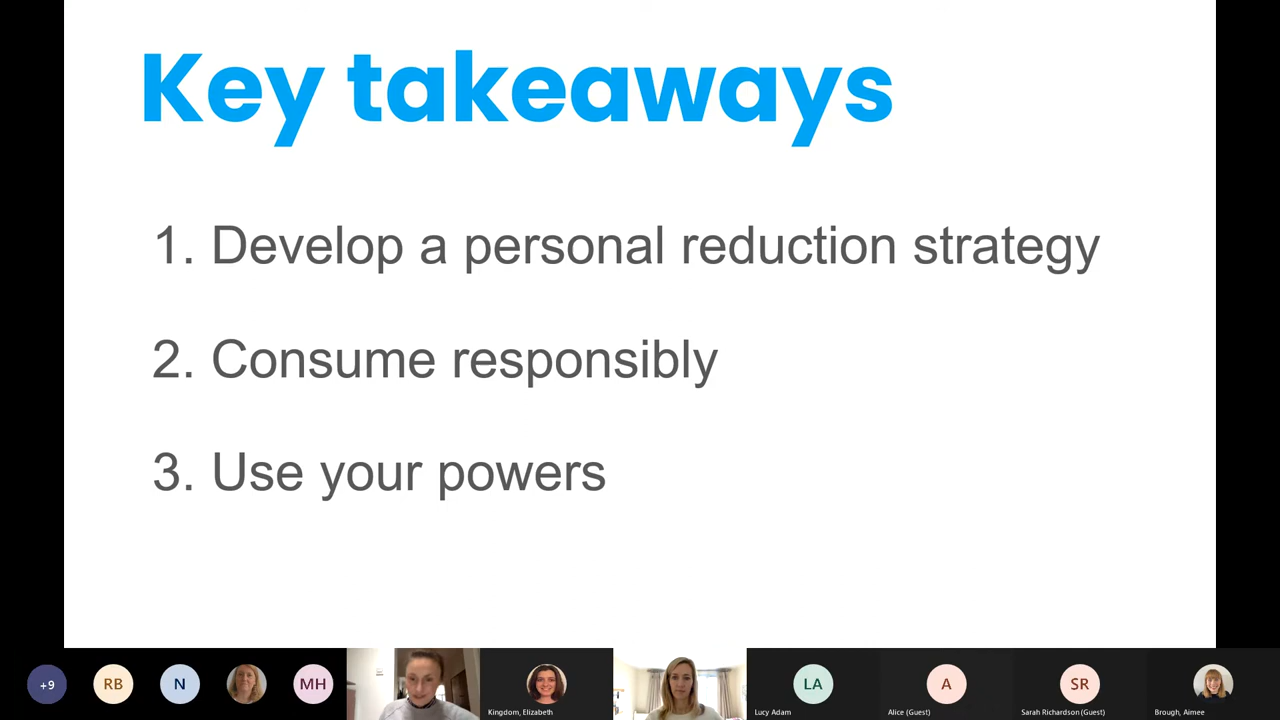 Key takeaways
1. Develop a personal reduction strategy
2. Consume responsibly
3. Use your powers
+9
RB
N
MH
Kingdom, Elizabeth
LA
Lucy Adam
A
Alice (Guest)
SR
Sarah Richardson (Guest)
Brough, Aimee